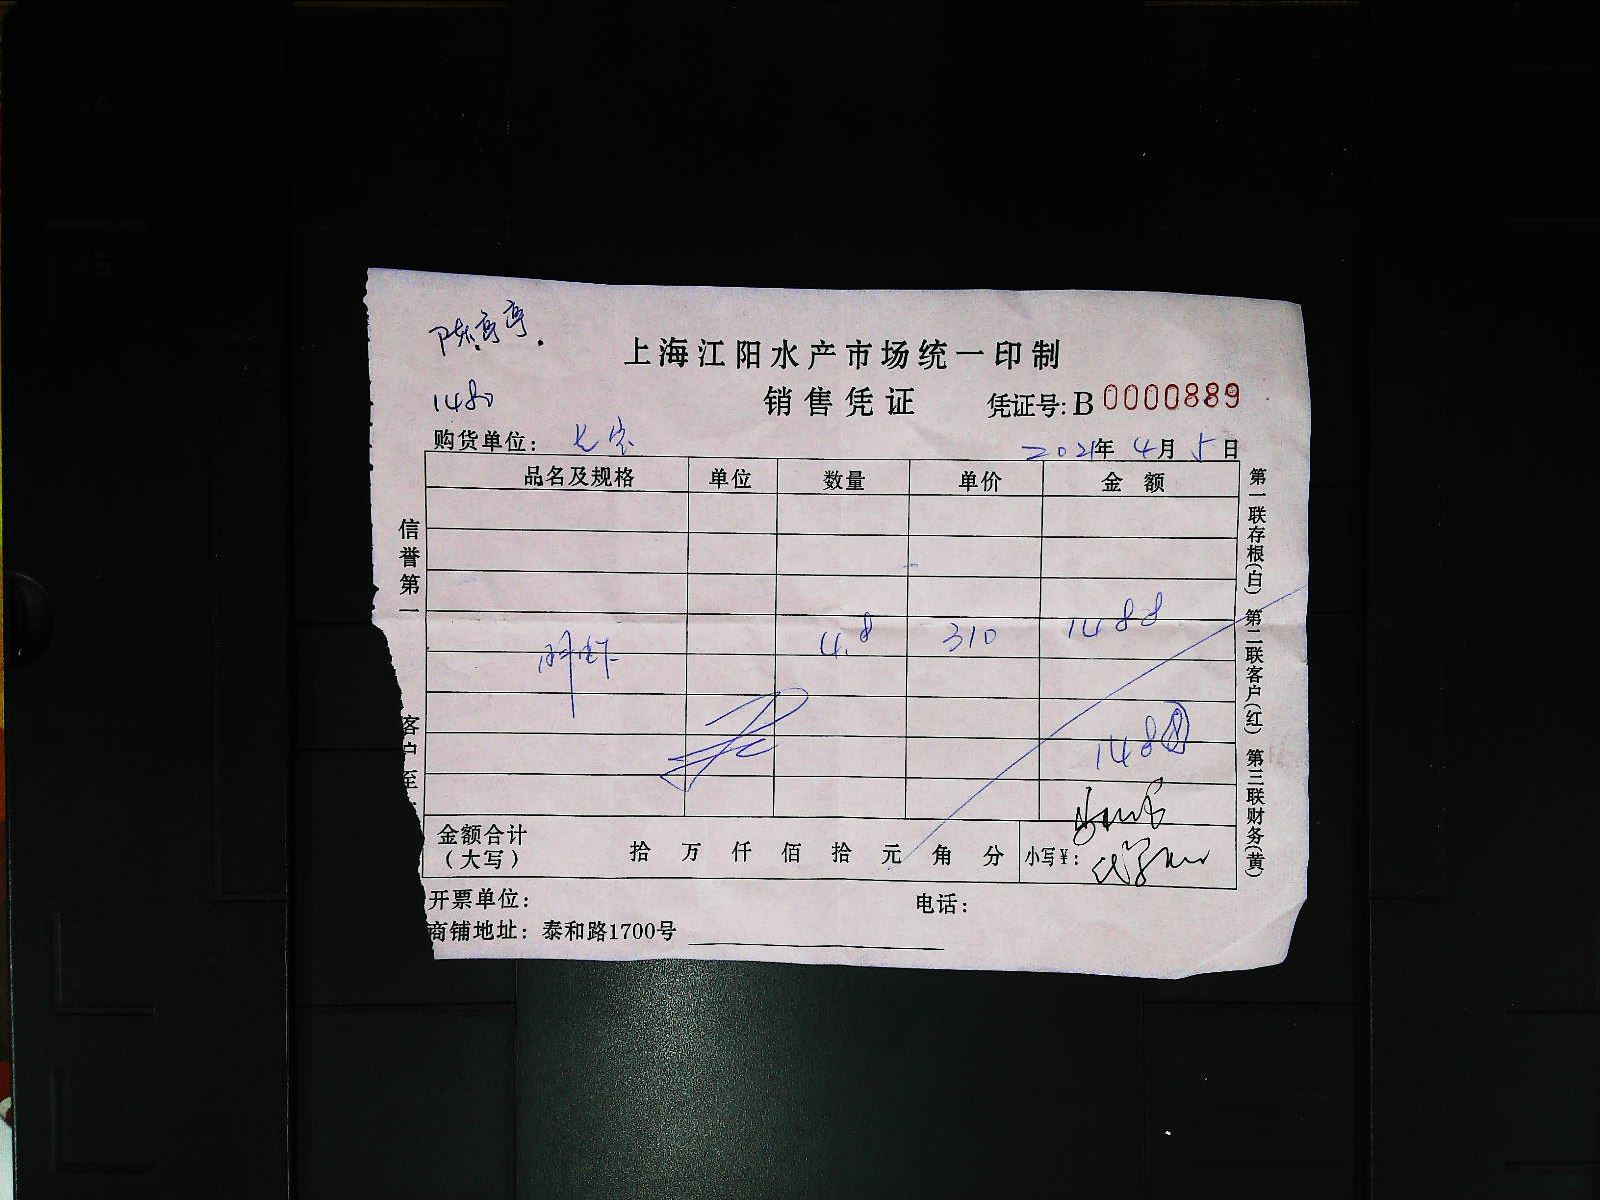 陈亭亭.
上海江阳水产市场统一印制
1480
销售凭证
凭证号: B 0000889
购货单位: 长宏
2021年 4月 5日
品名及规格 单位 数量 单价 金额
4.8 310 1488
1488
金额合计
(大写) 拾 万 仟 佰 拾 元 角 分 小写¥:
开票单位: 电话:
商铺地址: 泰和路1700号
信誉第一 客户至
第一联存根(白) 第二联客户(红) 第三联财务(黄)